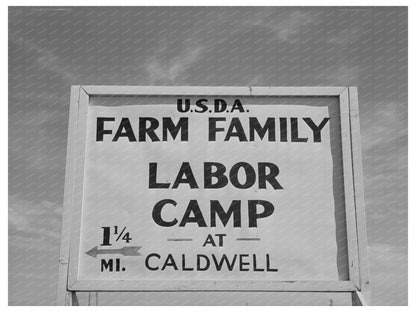 U.S.D.A.
FARM FAMILY
LABOR
CAMP
1¼ — AT —
MI. CALDWELL